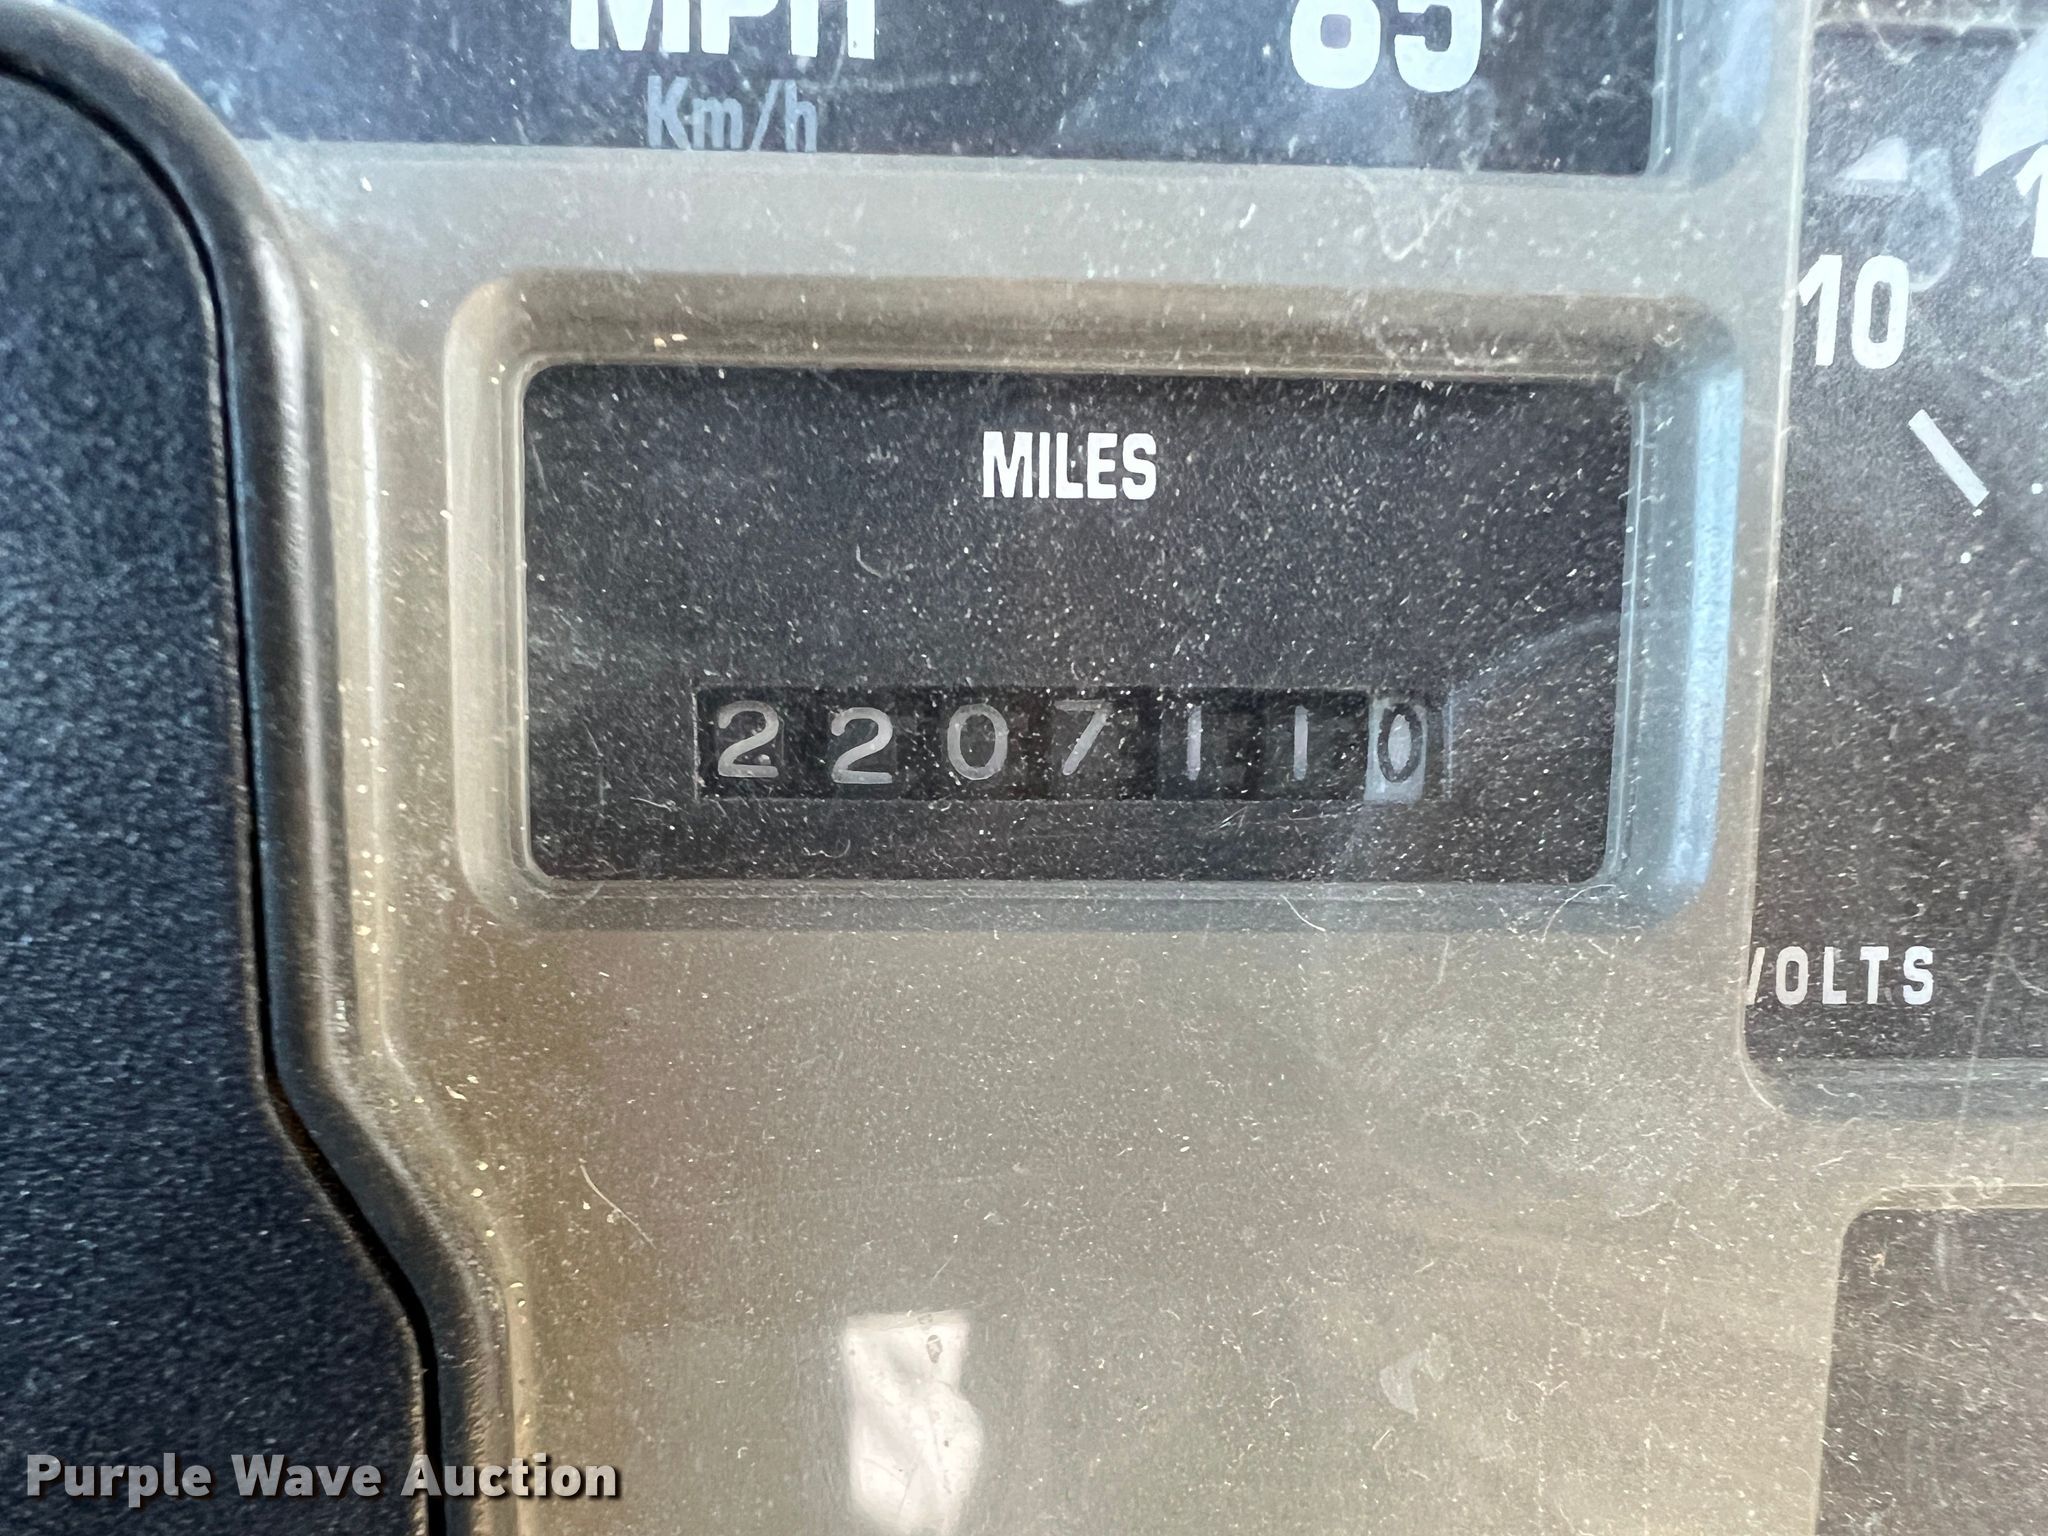 MPH
85
Km/h
10
MILES
2207110
VOLTS
Purple Wave Auction